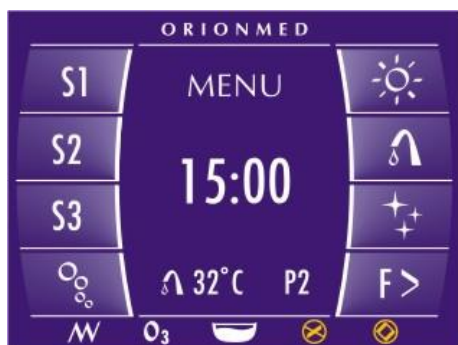 ORIONMED
S1
MENU
S2
15:00
S3
32°C P2
F >
O₃